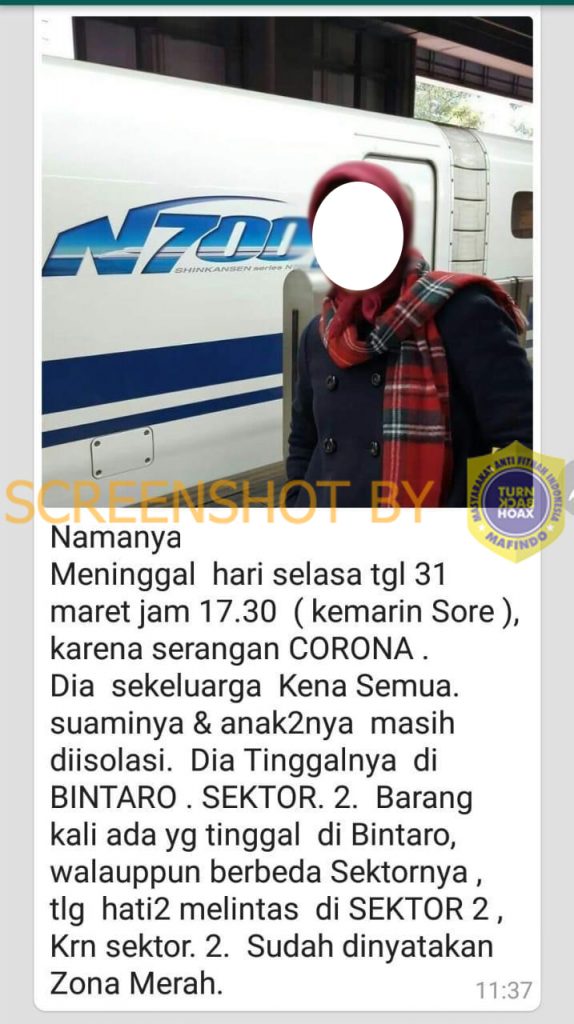 N700
SHINKANSEN series N
SCREENSHOT BY
MASYARAKAT ANTI FITNAH INDONESIA
TURN
BACK
HOAX
MAFINDO
Namanya
Meninggal hari selasa tgl 31
maret jam 17.30 ( kemarin Sore ),
karena serangan CORONA .
Dia sekeluarga Kena Semua.
suaminya & anak2nya masih
diisolasi. Dia Tinggalnya di
BINTARO . SEKTOR. 2. Barang
kali ada yg tinggal di Bintaro,
walauppun berbeda Sektornya ,
tlg hati2 melintas di SEKTOR 2 ,
Krn sektor. 2. Sudah dinyatakan
Zona Merah.
11:37